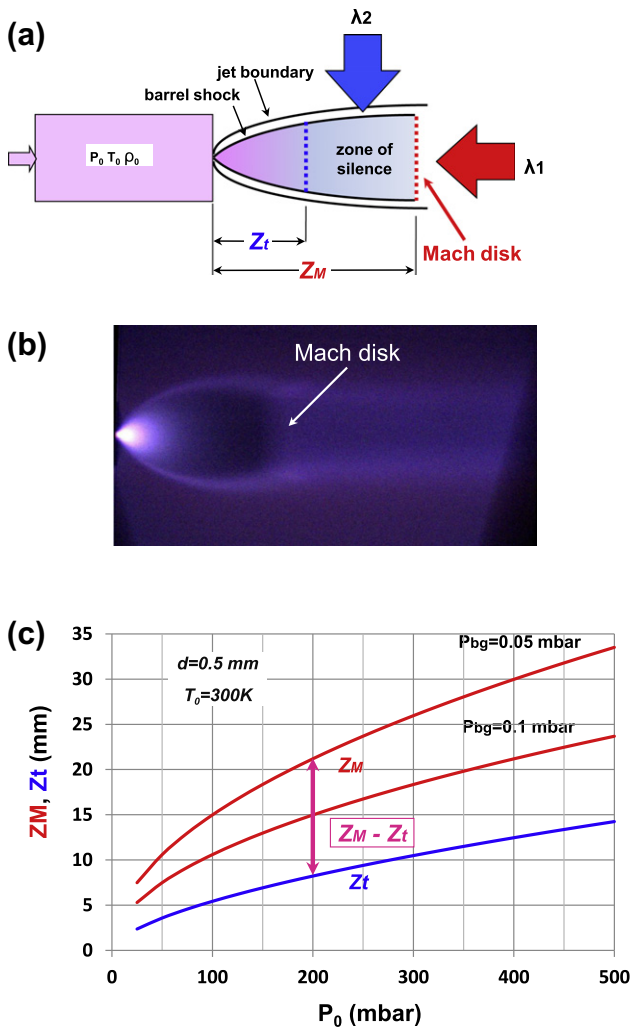 (a)
λ2
jet boundary
barrel shock
P₀ T₀ ρ₀
zone of
silence
λ1
Zt
Mach disk
ZM
(b)
Mach disk
(c)
ZM, Zt (mm)
35
30
25
20
15
10
5
0
d=0.5 mm
T₀=300K
Pbg=0.05 mbar
Pbg=0.1 mbar
ZM
ZM - Zt
Zt
0 100 200 300 400 500
P₀ (mbar)